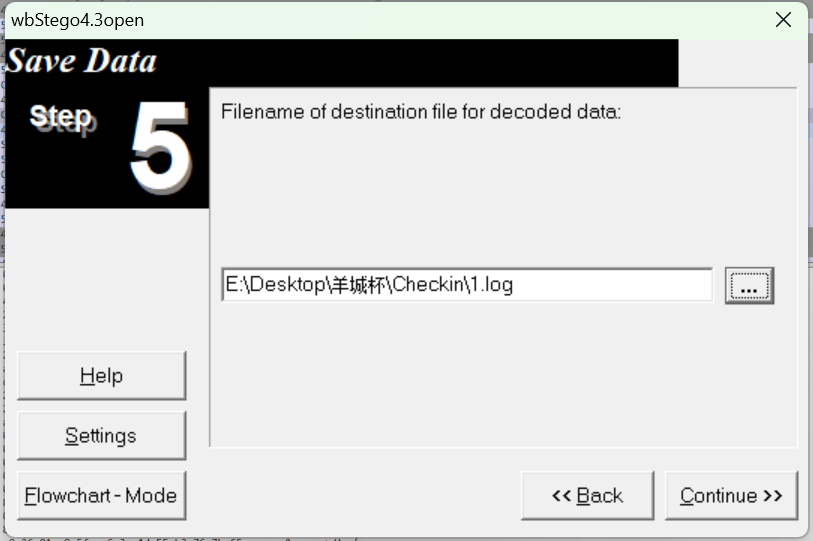 wbStego4.3open
Save Data
Step 5
Filename of destination file for decoded data:
E:\Desktop\羊城杯\Checkin\1.log
...
Help
Settings
Flowchart - Mode
<< Back
Continue >>